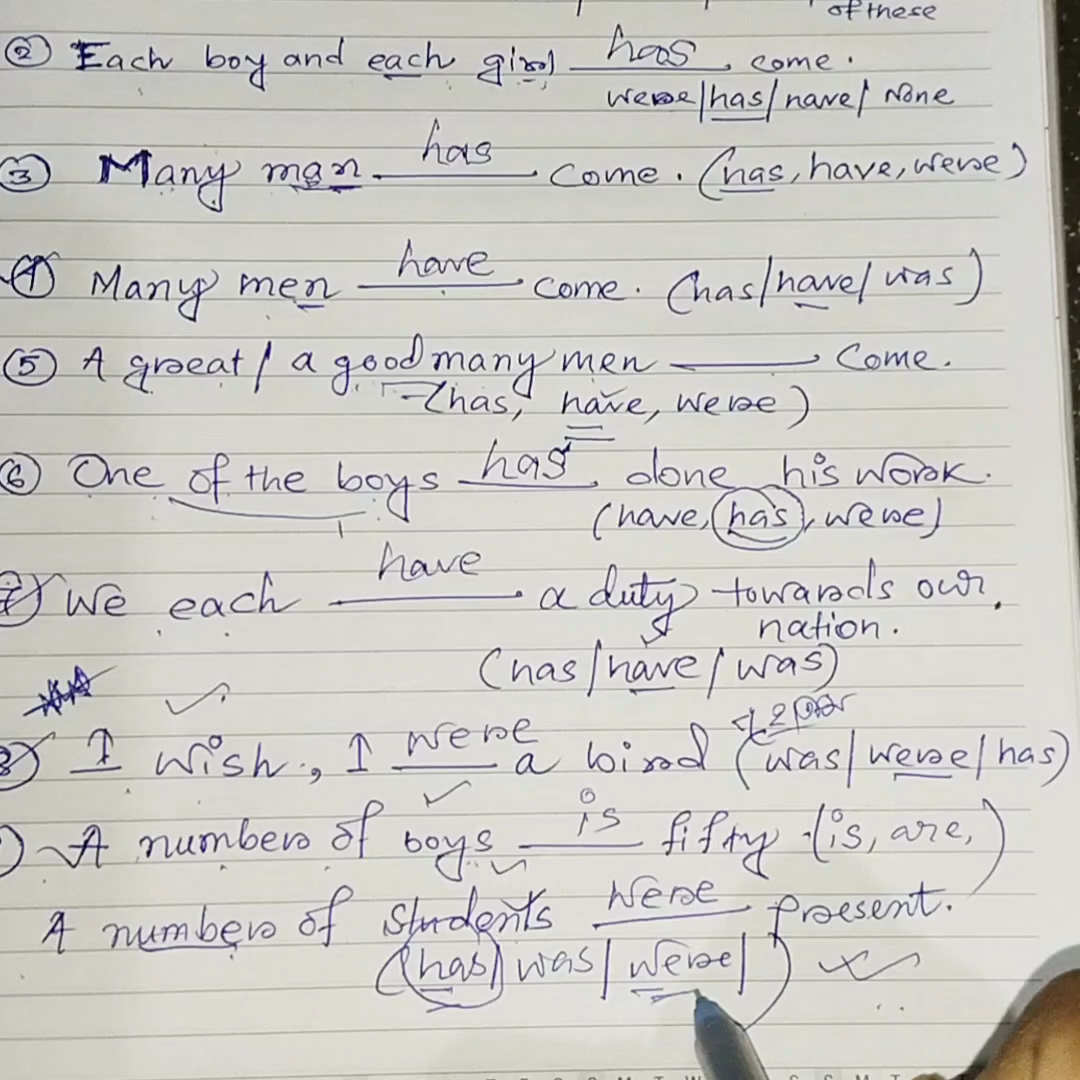 of these
② Each boy and each girl has come.
were/has/have/None
③ Many man has come. (has, have, were)
④ Many men have come. (has/have/was)
⑤ A great / a good many men ______ come.
(has, have, were)
⑥ One of the boys has done his work.
(have, has, were)
7 We each have a duty towards our
nation.
(has/have/was)
8 I wish, I were a bird (was/were/has)
A number of boys is fifty. (is, are,)
A number of students were present.
(has/was/were/)